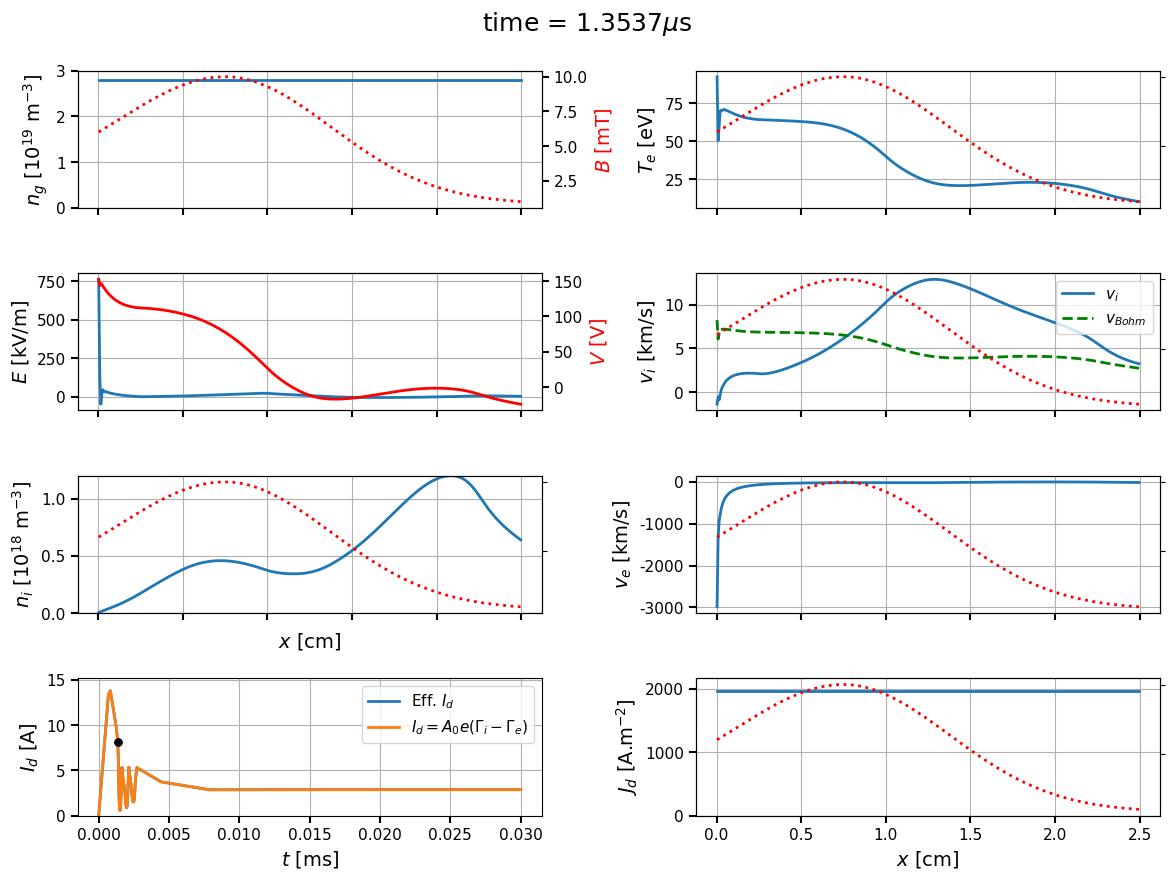 time = 1.3537μs
n_g [10^19 m^-3]
3
2
1
0
10.0
7.5
5.0
2.5
B [mT]
T_e [eV]
75
50
25
E [kV/m]
750
500
250
0
150
100
50
0
V [V]
v_i [km/s]
10
5
0
v_i
v_Bohm
n_i [10^18 m^-3]
1.0
0.5
0.0
x [cm]
v_e [km/s]
0
-1000
-2000
-3000
I_d [A]
15
10
5
0
Eff. I_d
I_d = A_0e(Γ_i − Γ_e)
0.000 0.005 0.010 0.015 0.020 0.025 0.030
t [ms]
J_d [A.m^-2]
2000
1000
0
0.0 0.5 1.0 1.5 2.0 2.5
x [cm]